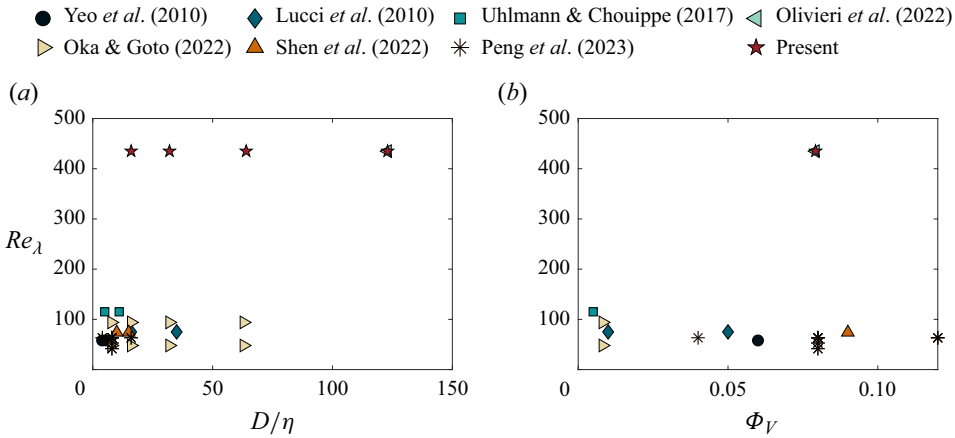 Yeo et al. (2010) Lucci et al. (2010) Uhlmann & Chouippe (2017) Olivieri et al. (2022)
Oka & Goto (2022) Shen et al. (2022) Peng et al. (2023) Present
(a) (b)
500 500
400 400
300 300
Reλ
200 200
100 100
0 50 100 150 0 0.05 0.10
D/η ΦV